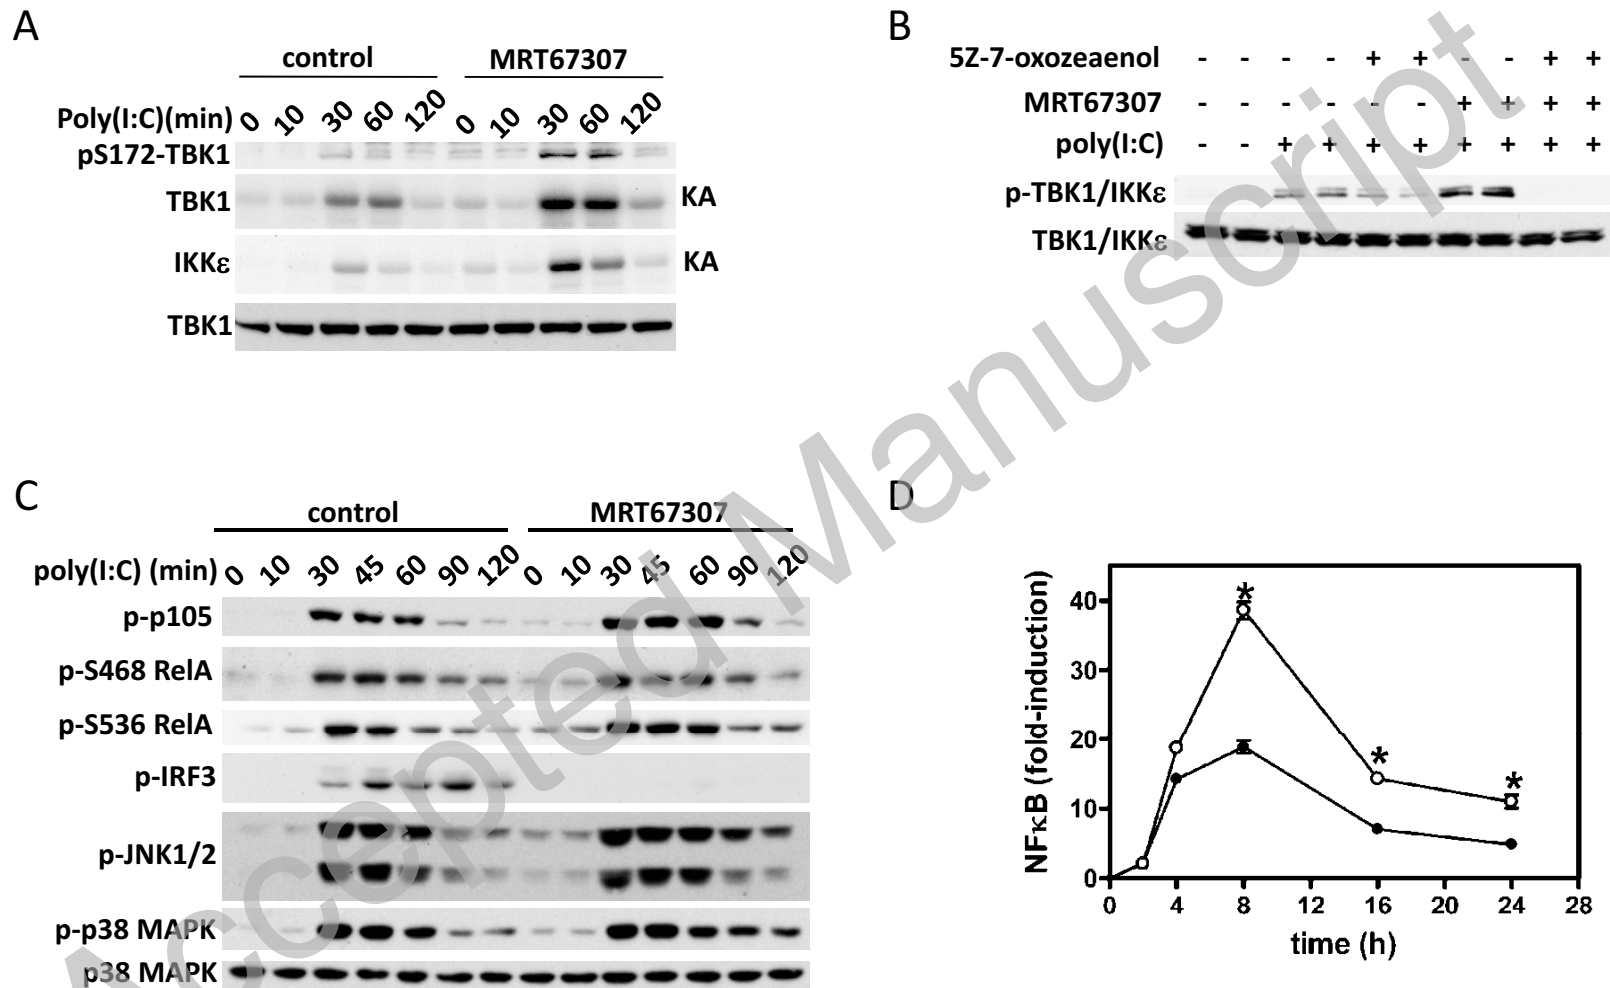 A
control MRT67307
Poly(I:C)(min) 0 10 30 60 120 0 10 30 60 120
pS172-TBK1
TBK1 KA
IKKε KA
TBK1
B
5Z-7-oxozeaenol - - - - + + - - + +
MRT67307 - - - - - - + + + +
poly(I:C) - - + + + + + + + +
p-TBK1/IKKε
TBK1/IKKε
C
control MRT67307
poly(I:C) (min) 0 10 30 45 60 90 120 0 10 30 45 60 90 120
p-p105
p-S468 RelA
p-S536 RelA
p-IRF3
p-JNK1/2
p-p38 MAPK
p38 MAPK
D
NFκB (fold-induction)
40
30
20
10
0
* * *
0 4 8 12 16 20 24 28
time (h)
Accepted Manuscript